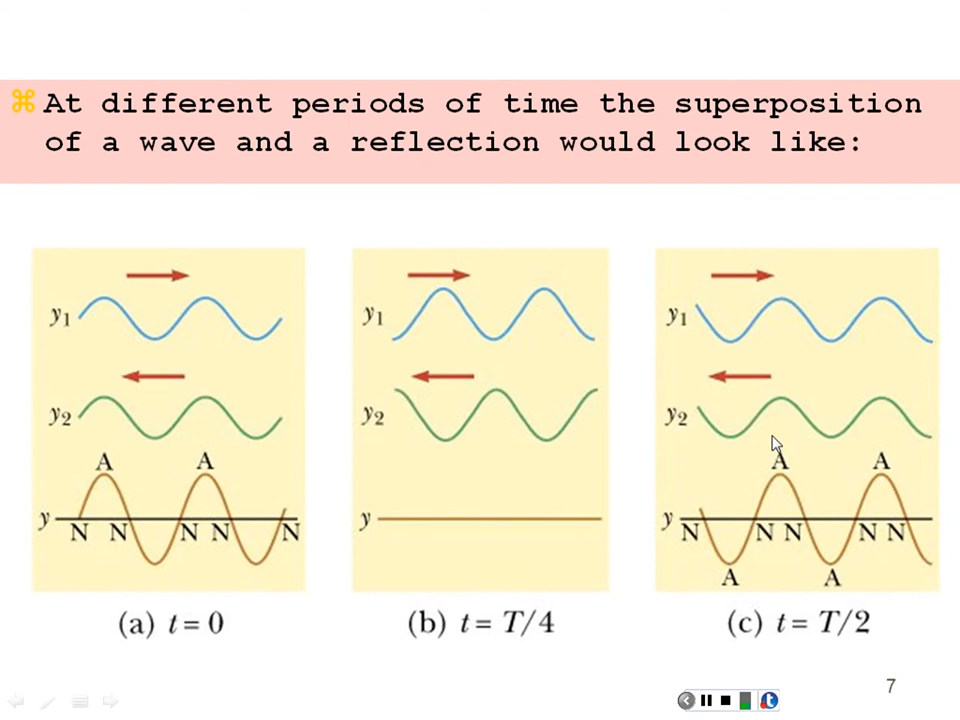 At different periods of time the superposition
of a wave and a reflection would look like:
y1
y2
A A
y
N N N N N
(a) t = 0
y1
y2
y
(b) t = T/4
y1
y2
A A
y
N N N N N
A A
(c) t = T/2
7